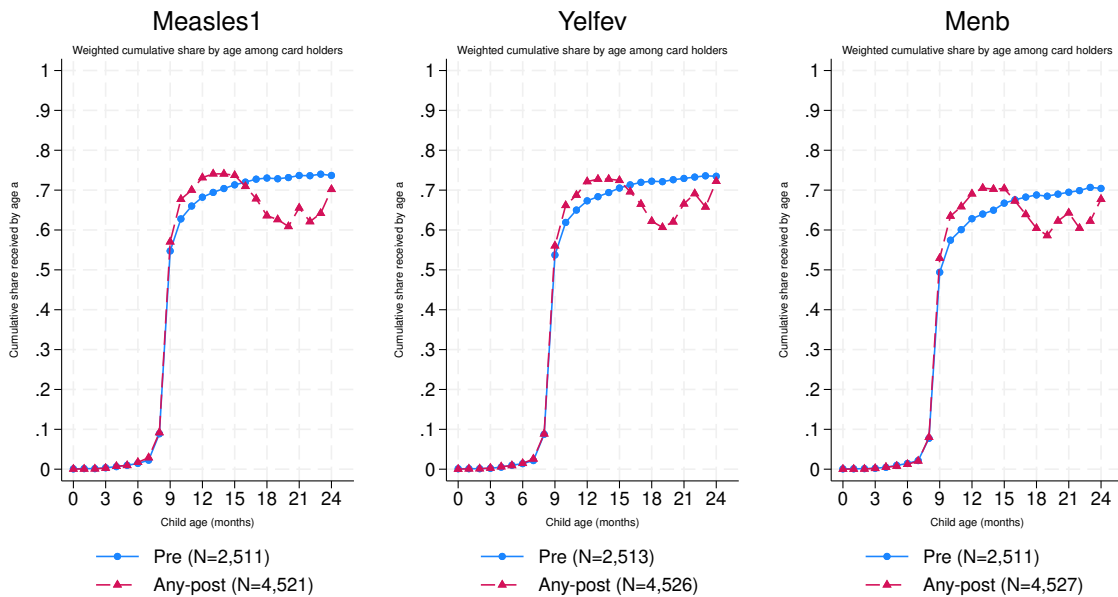 Measles1
Weighted cumulative share by age among card holders
Cumulative share received by age a
1
.9
.8
.7
.6
.5
.4
.3
.2
.1
0
0 3 6 9 12 15 18 21 24
Child age (months)
Pre (N=2,511)
Any-post (N=4,521)
Yelfev
Weighted cumulative share by age among card holders
Cumulative share received by age a
1
.9
.8
.7
.6
.5
.4
.3
.2
.1
0
0 3 6 9 12 15 18 21 24
Child age (months)
Pre (N=2,513)
Any-post (N=4,526)
Menb
Weighted cumulative share by age among card holders
Cumulative share received by age a
1
.9
.8
.7
.6
.5
.4
.3
.2
.1
0
0 3 6 9 12 15 18 21 24
Child age (months)
Pre (N=2,511)
Any-post (N=4,527)